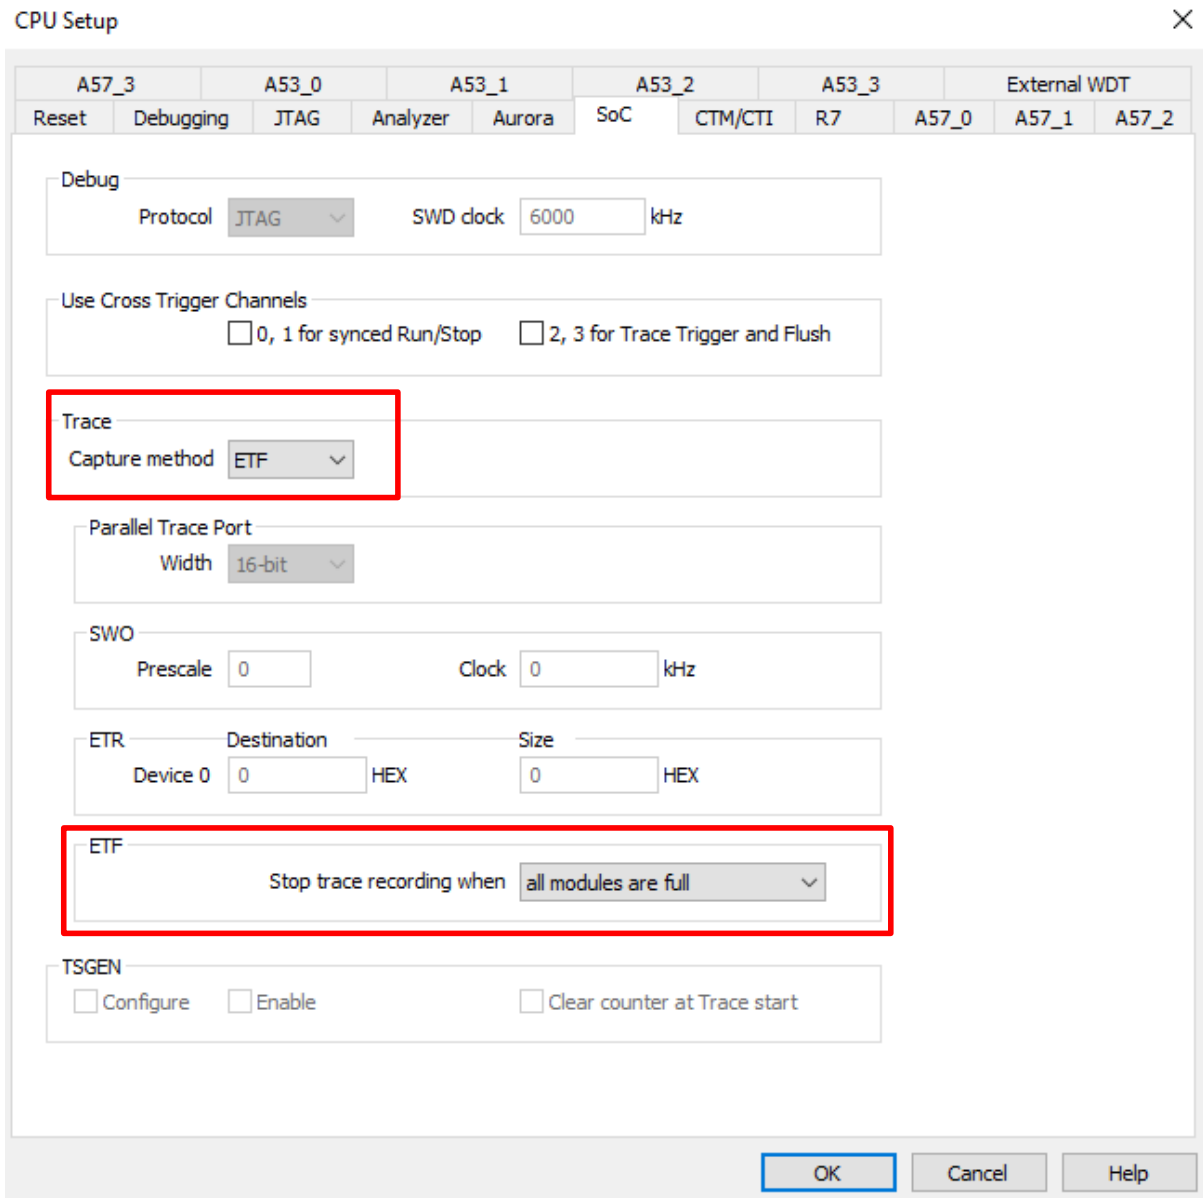 CPU Setup
A57_3 A53_0 A53_1 A53_2 A53_3 External WDT
Reset Debugging JTAG Analyzer Aurora SoC CTM/CTI R7 A57_0 A57_1 A57_2
Debug
Protocol JTAG SWD clock 6000 kHz
Use Cross Trigger Channels
0, 1 for synced Run/Stop 2, 3 for Trace Trigger and Flush
Trace
Capture method ETF
Parallel Trace Port
Width 16-bit
SWO
Prescale 0 Clock 0 kHz
ETR Destination Size
Device 0 0 HEX 0 HEX
ETF
Stop trace recording when all modules are full
TSGEN
Configure Enable Clear counter at Trace start
OK Cancel Help